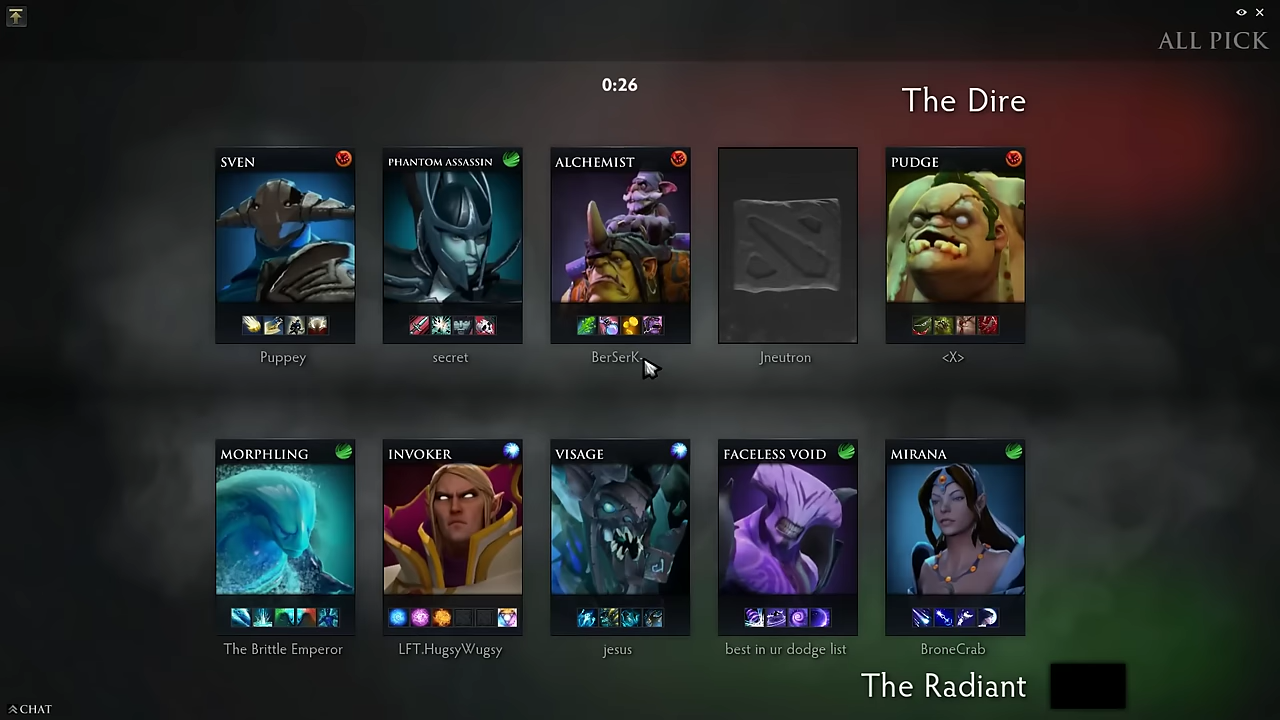 ALL PICK
0:26
The Dire
SVEN
PHANTOM ASSASSIN
ALCHEMIST
PUDGE
Puppey
secret
BerSerK-
Jneutron
<X>
MORPHLING
INVOKER
VISAGE
FACELESS VOID
MIRANA
The Brittle Emperor
LFT.HugsyWugsy
jesus
best in ur dodge list
BroneCrab
The Radiant
CHAT